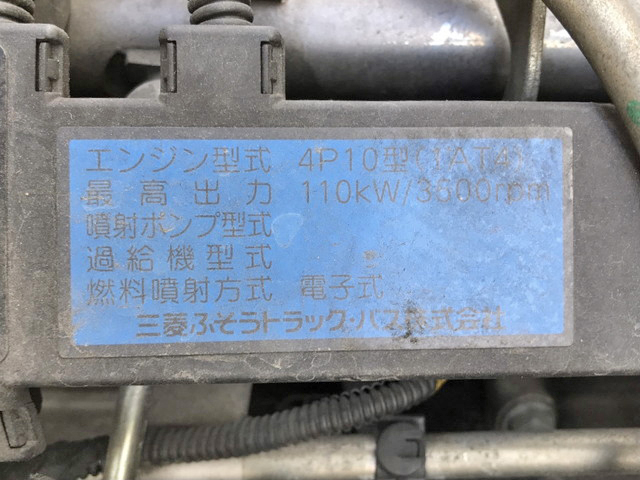 エンジン型式 4P10型(1AT4)
最高出力 110kW/3500rpm
噴射ポンプ型式
過給機型式
燃料噴射方式 電子式
三菱ふそうトラック・バス株式会社